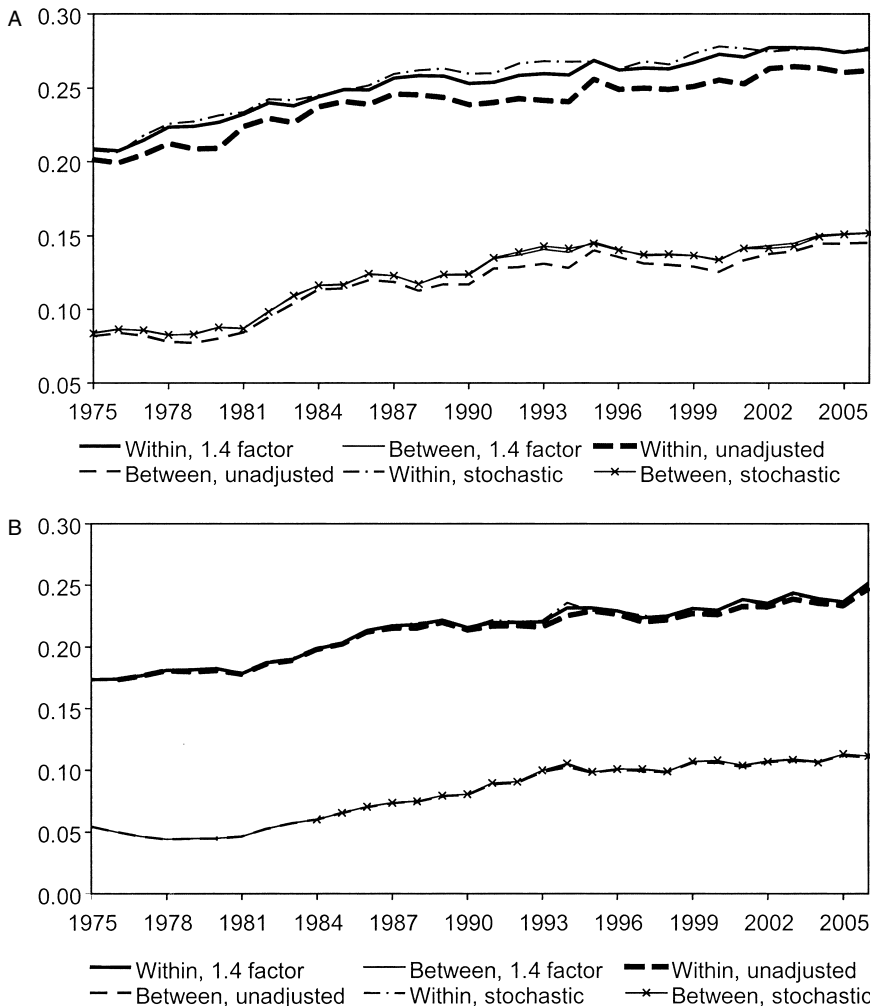 A
0.30
0.25
0.20
0.15
0.10
0.05
1975 1978 1981 1984 1987 1990 1993 1996 1999 2002 2005
Within, 1.4 factor Between, 1.4 factor Within, unadjusted
Between, unadjusted Within, stochastic Between, stochastic
B
0.30
0.25
0.20
0.15
0.10
0.05
0.00
1975 1978 1981 1984 1987 1990 1993 1996 1999 2002 2005
Within, 1.4 factor Between, 1.4 factor Within, unadjusted
Between, unadjusted Within, stochastic Between, stochastic